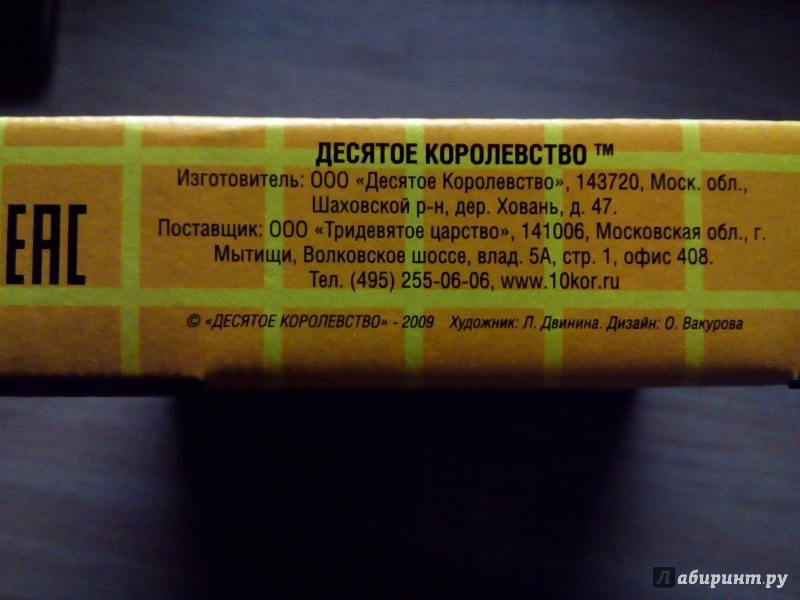 ДЕСЯТОЕ КОРОЛЕВСТВО ™
Изготовитель: ООО «Десятое Королевство», 143720, Моск. обл.,
Шаховской р-н, дер. Ховань, д. 47.
Поставщик: ООО «Тридевятое царство», 141006, Московская обл., г.
Мытищи, Волковское шоссе, влад. 5А, стр. 1, офис 408.
Тел. (495) 255-06-06, www.10kor.ru
© «ДЕСЯТОЕ КОРОЛЕВСТВО» - 2009 Художник: Л. Двинина. Дизайн: О. Вакурова
ЕАС
Лабиринт.ру